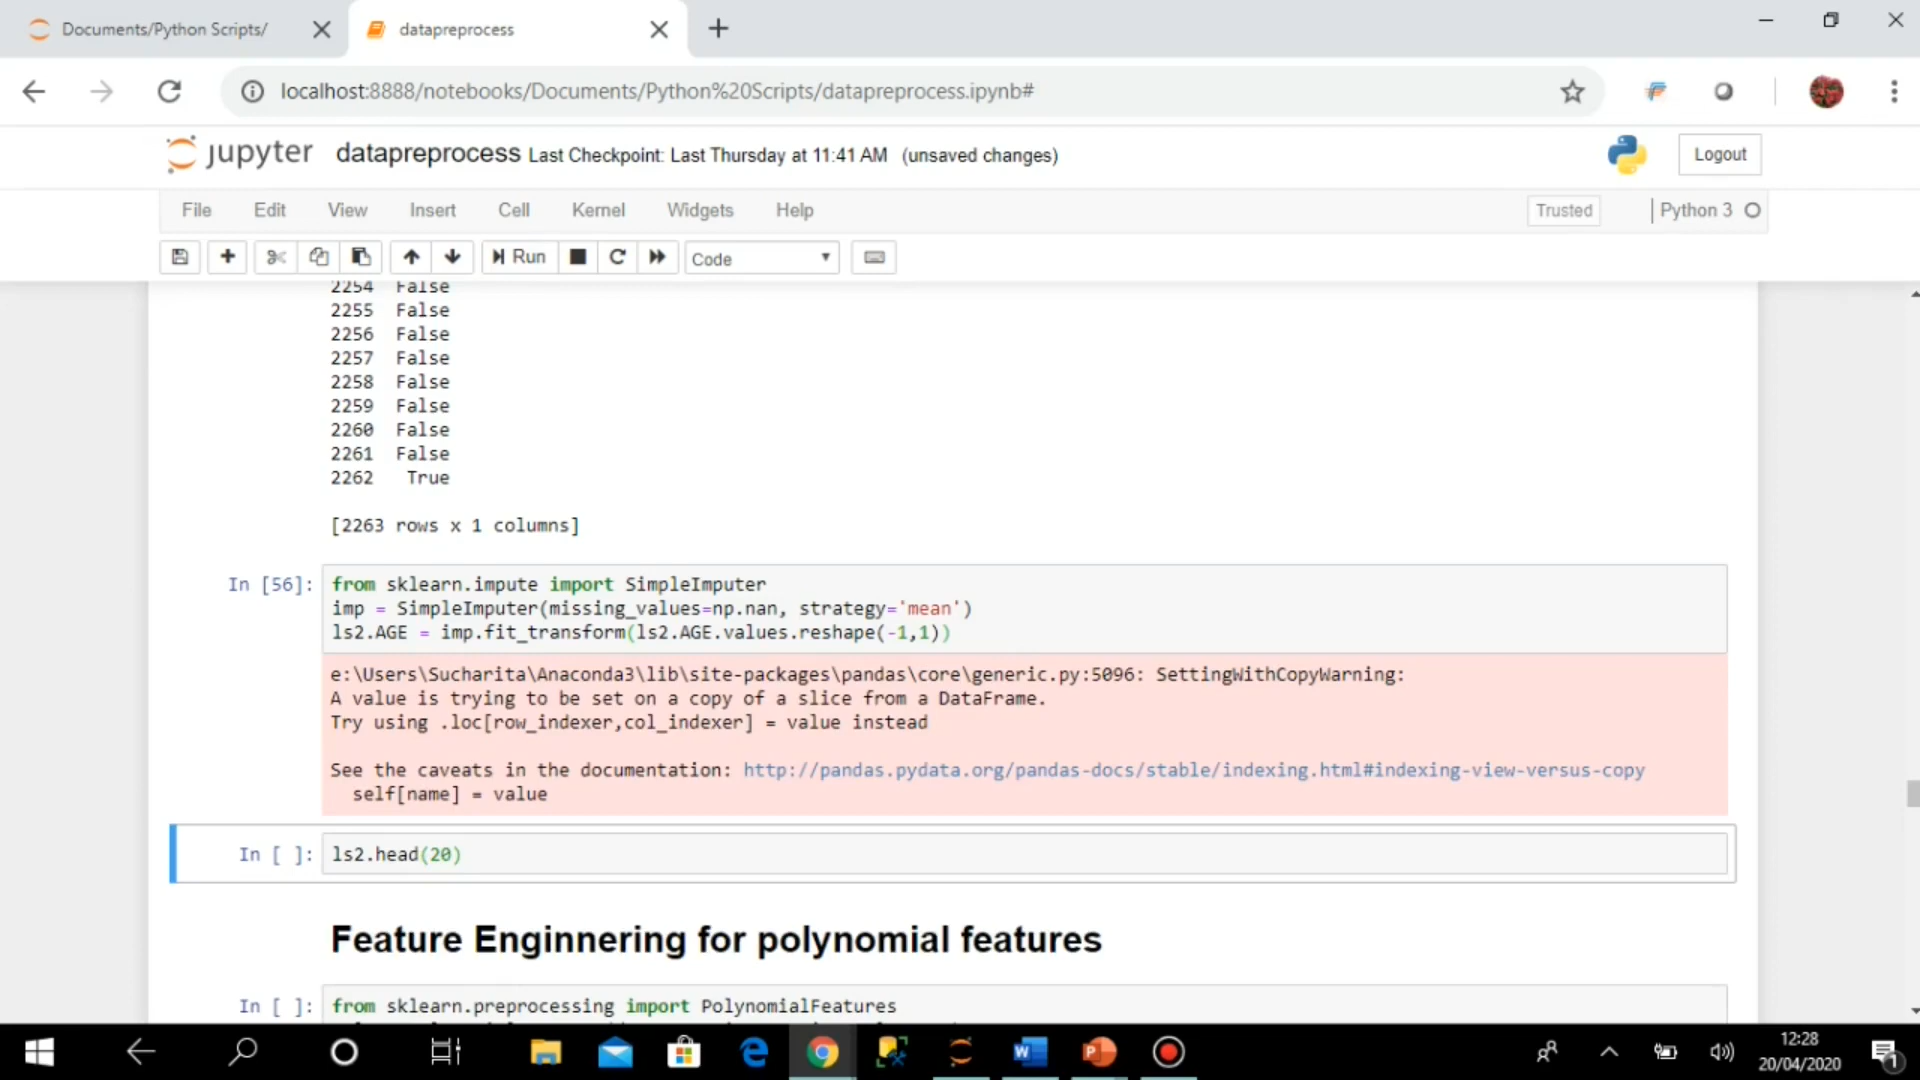 Documents/Python Scripts/
datapreprocess
localhost:8888/notebooks/Documents/Python%20Scripts/datapreprocess.ipynb#
jupyter datapreprocess Last Checkpoint: Last Thursday at 11:41 AM (unsaved changes)
Logout
File Edit View Insert Cell Kernel Widgets Help
Trusted
Python 3
Run
Code
2254 False
2255 False
2256 False
2257 False
2258 False
2259 False
2260 False
2261 False
2262 True
[2263 rows x 1 columns]
In [56]:
from sklearn.impute import SimpleImputer
imp = SimpleImputer(missing_values=np.nan, strategy='mean')
ls2.AGE = imp.fit_transform(ls2.AGE.values.reshape(-1,1))
e:\Users\Sucharita\Anaconda3\lib\site-packages\pandas\core\generic.py:5096: SettingWithCopyWarning:
A value is trying to be set on a copy of a slice from a DataFrame.
Try using .loc[row_indexer,col_indexer] = value instead
See the caveats in the documentation: http://pandas.pydata.org/pandas-docs/stable/indexing.html#indexing-view-versus-copy
self[name] = value
In [ ]:
ls2.head(20)
Feature Enginnering for polynomial features
In [ ]:
from sklearn.preprocessing import PolynomialFeatures
12:28
20/04/2020
1